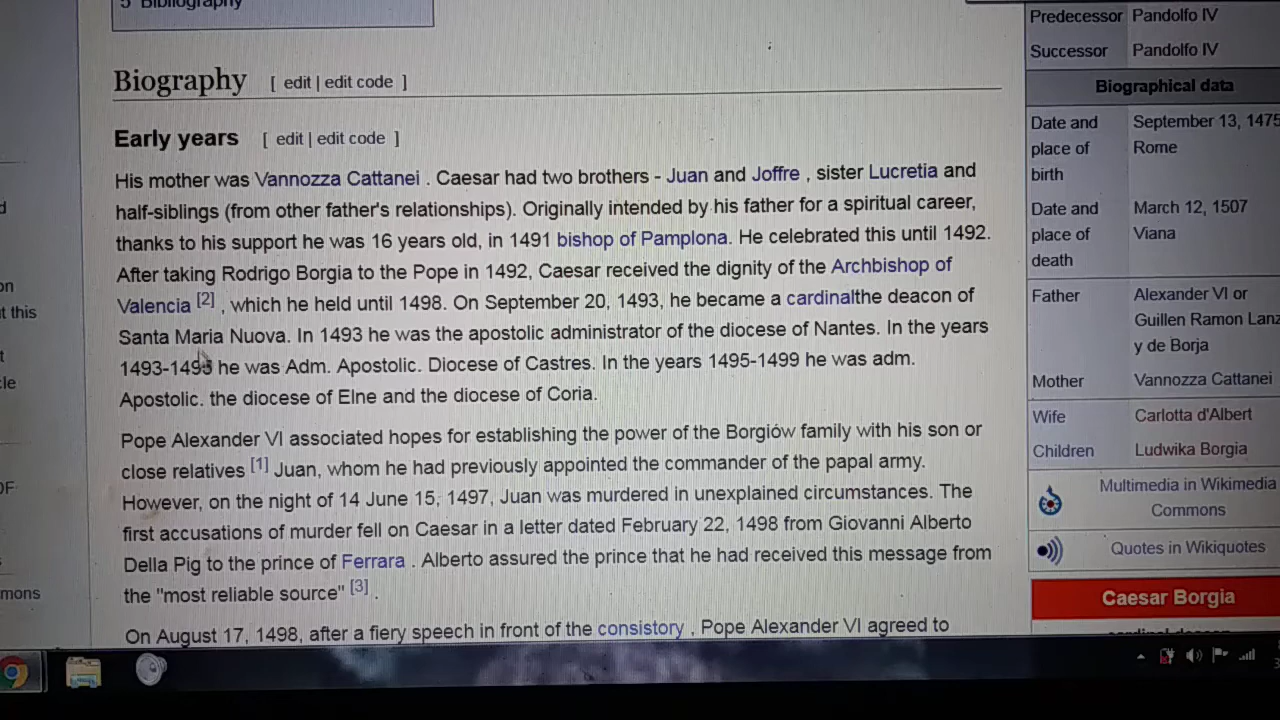 5 Bibliography
Biography [ edit | edit code ]
Early years [ edit | edit code ]
His mother was Vannozza Cattanei . Caesar had two brothers - Juan and Joffre , sister Lucretia and
half-siblings (from other father's relationships). Originally intended by his father for a spiritual career,
thanks to his support he was 16 years old, in 1491 bishop of Pamplona. He celebrated this until 1492.
After taking Rodrigo Borgia to the Pope in 1492, Caesar received the dignity of the Archbishop of
Valencia [2] , which he held until 1498. On September 20, 1493, he became a cardinalthe deacon of
Santa Maria Nuova. In 1493 he was the apostolic administrator of the diocese of Nantes. In the years
he was Adm. Apostolic. Diocese of Castres. In the years 1495-1499 he was adm.
Apostolic. the diocese of Elne and the diocese of Coria.
Pope Alexander VI associated hopes for establishing the power of the Borgiów family with his son or
close relatives [1] Juan, whom he had previously appointed the commander of the papal army.
However, on the night of 14 June 15, 1497, Juan was murdered in unexplained circumstances. The
first accusations of murder fell on Caesar in a letter dated February 22, 1498 from Giovanni Alberto
Della Pig to the prince of Ferrara . Alberto assured the prince that he had received this message from
the "most reliable source" [3] .
On August 17, 1498, after a fiery speech in front of the consistory , Pope Alexander VI agreed to
Predecessor Pandolfo IV
Successor Pandolfo IV
Biographical data
Date and place of birth
September 13, 1475
Rome
Date and place of death
March 12, 1507
Viana
Father
Alexander VI or
Guillen Ramon Lanz
y de Borja
Mother Vannozza Cattanei
Wife Carlotta d'Albert
Children Ludwika Borgia
Multimedia in Wikimedia
Commons
Quotes in Wikiquotes
Caesar Borgia
cardinal deacon
d
on
t this
t
cle
DF
mons